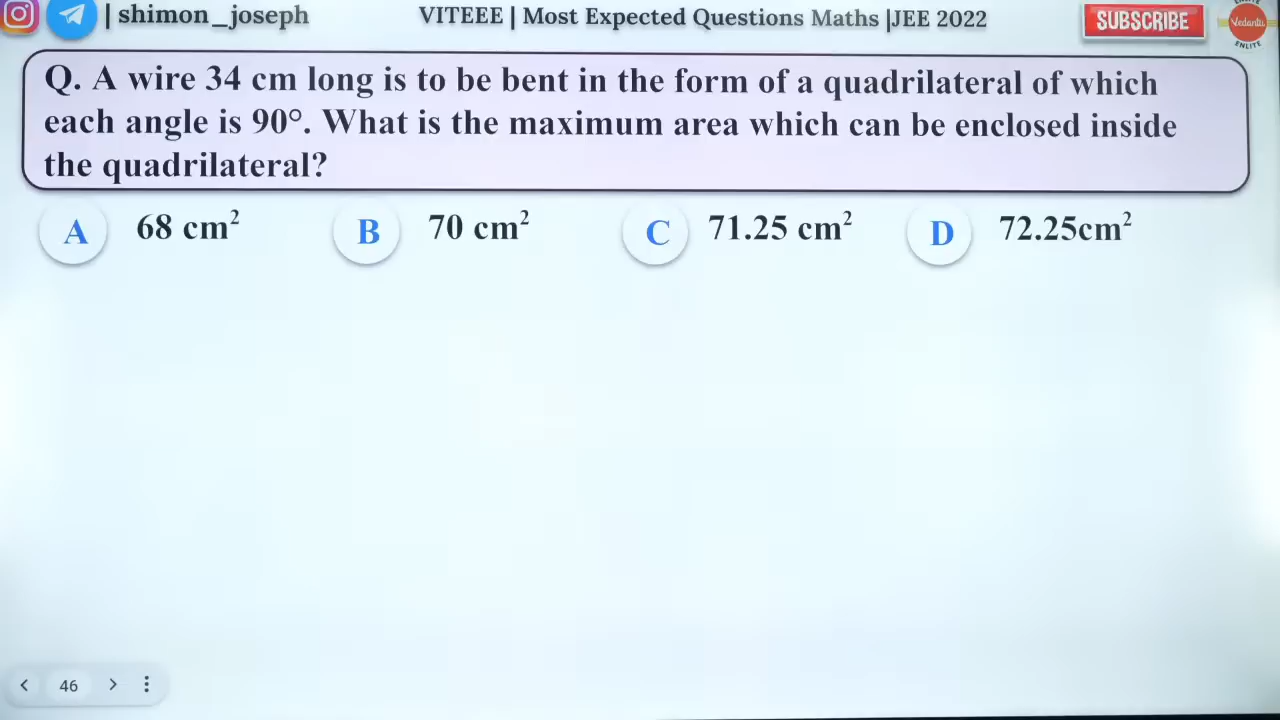 | shimon_joseph
VITEEE | Most Expected Questions Maths |JEE 2022
SUBSCRIBE
Vedantu
ENLITE
Q. A wire 34 cm long is to be bent in the form of a quadrilateral of which
each angle is 90°. What is the maximum area which can be enclosed inside
the quadrilateral?
A 68 cm²
B 70 cm²
C 71.25 cm²
D 72.25cm²
46